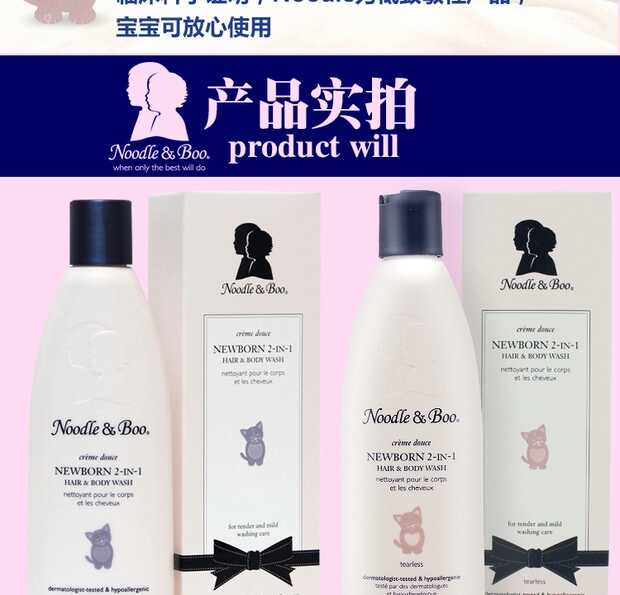 宝宝可放心使用
产品实拍
Noodle & Boo.
when only the best will do
product will
Noodle & Boo®
crème douce
NEWBORN 2-IN-1
HAIR & BODY WASH
nettoyant pour le corps
et les cheveux
for tender and mild
washing care
Noodle & Boo®
crème douce
NEWBORN 2-IN-1
HAIR & BODY WASH
nettoyant pour le corps
et les cheveux
dermatologist-tested & hypoallergenic
Noodle & Boo®
crème douce
NEWBORN 2-IN-1
HAIR & BODY WASH
nettoyant pour le corps
et les cheveux
for tender and mild
washing care
tearless
Noodle & Boo®
crème douce
NEWBORN 2-IN-1
HAIR & BODY WASH
nettoyant pour le corps
et les cheveux
tearless
dermatologist-tested & hypoallergenic
testé par des dermatologues